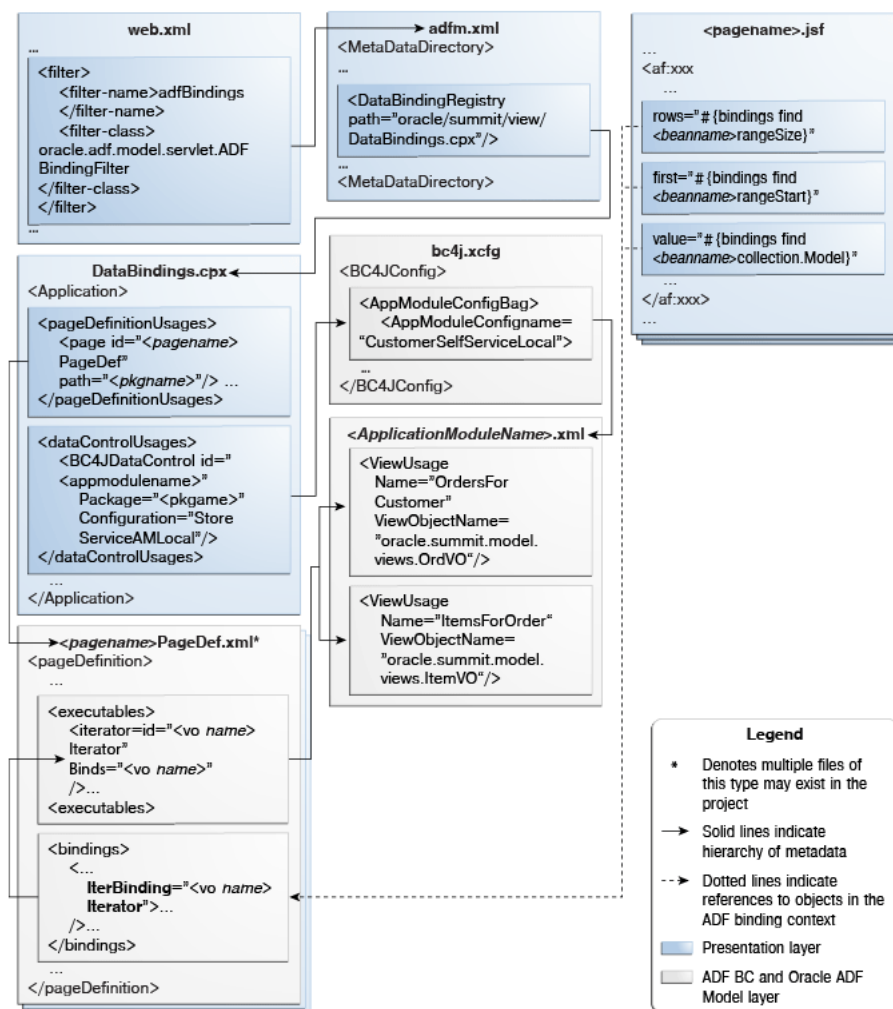 web.xml
...
<filter>
<filter-name>adfBindings
</filter-name>
<filter-class>
oracle.adf.model.servlet.ADF
BindingFilter
</filter-class>
</filter>
...
adfm.xml
<MetaDataDirectory>
...
<DataBindingRegistry
path="oracle/summit/view/
DataBindings.cpx"/>
...
<MetaDataDirectory>
<pagename>.jsf
...
<af:xxx
...
rows="#{bindings find
<beanname>rangeSize}"
first="#{bindings find
<beanname>rangeStart}"
value="#{bindings find
<beanname>collection.Model}"
...
</af:xxx>
...
DataBindings.cpx
<Application>
<pageDefinitionUsages>
<page id="<pagename>
PageDef"
path="<pkgname>"/> ...
</pageDefinitionUsages>
<dataControlUsages>
<BC4JDataControl id="
<appmodulename>"
Package="<pkgame>"
Configuration="Store
ServiceAMLocal"/>
</dataControlUsages>
...
</Application>
bc4j.xcfg
<BC4JConfig>
<AppModuleConfigBag>
<AppModuleConfigname=
"CustomerSelfServiceLocal">
...
</BC4JConfig>
<ApplicationModuleName>.xml
<ViewUsage
Name="OrdersFor
Customer"
ViewObjectName=
"oracle.summit.model.
views.OrdVO"/>
<ViewUsage
Name="ItemsForOrder"
ViewObjectName=
"oracle.summit.model.
views.ItemVO"/>
<pagename>PageDef.xml*
<pageDefinition>
...
<executables>
<iterator=id="<vo name>
Iterator"
Binds="<vo name>"
/>...
<executables>
<bindings>
<...
IterBinding="<vo name>
Iterator">...
/>...
</bindings>
...
</pageDefinition>
Legend
* Denotes multiple files of
this type may exist in the
project
Solid lines indicate
hierarchy of metadata
Dotted lines indicate
references to objects in the
ADF binding context
Presentation layer
ADF BC and Oracle ADF
Model layer